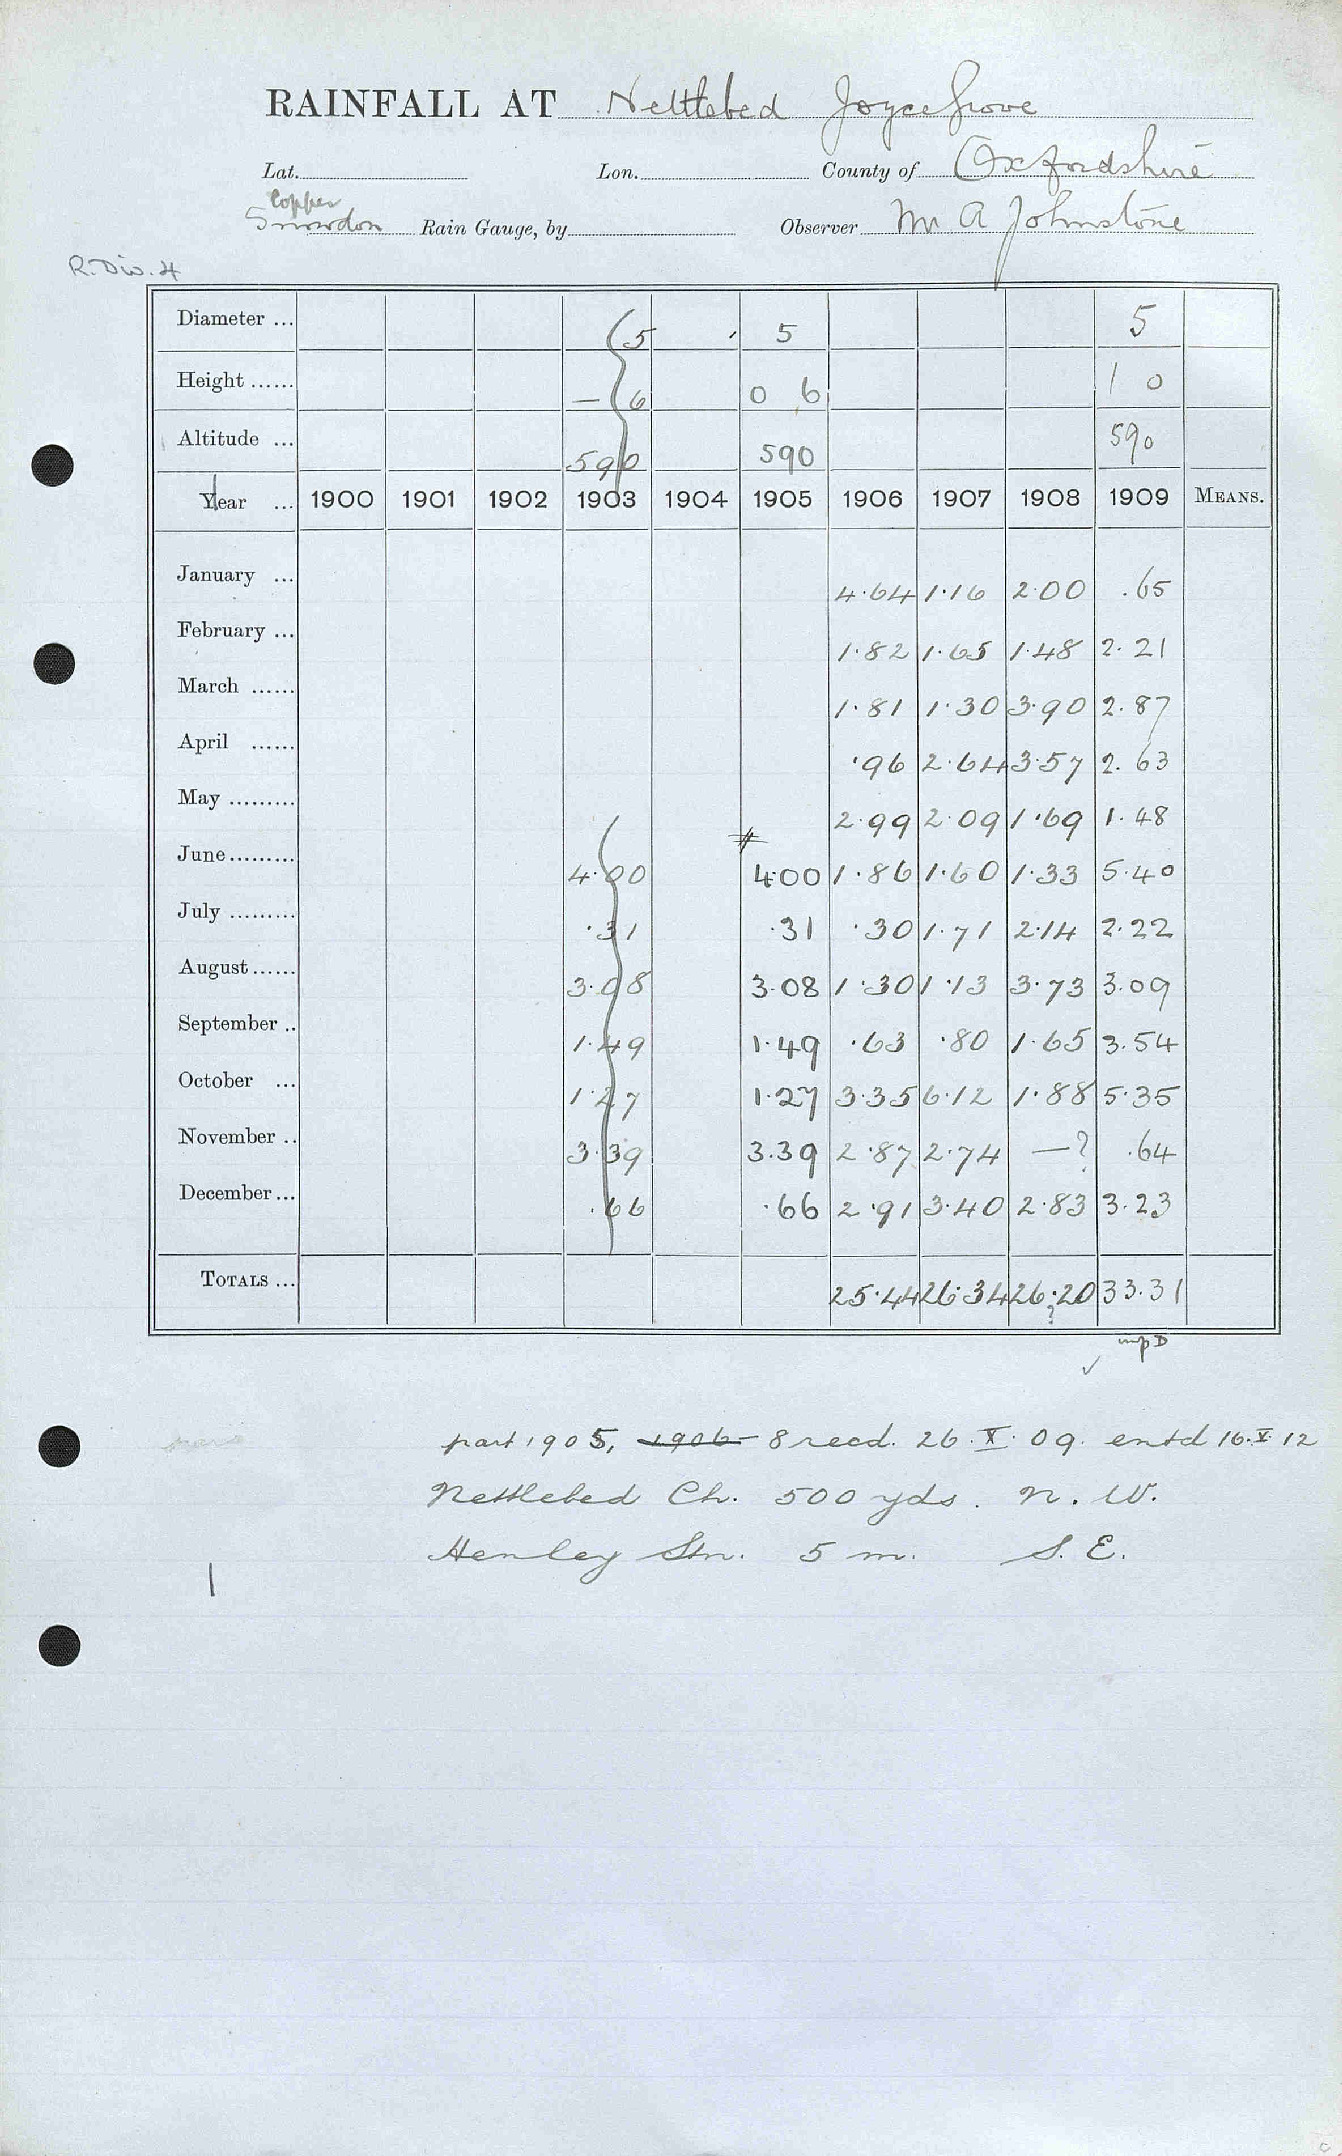 RAINFALL AT Nettlebed Joyce Grove
Lat. Lon. County of Oxfordshire
Copper
Snowdon Rain Gauge, by Observer Mr A Johnstone
R. Div. 4
Diameter ... 5 5 5
Height ...... — 6 0 6 1 0
Altitude ... 590 590 590
Year ... 1900 1901 1902 1903 1904 1905 1906 1907 1908 1909 MEANS.
January ... 4.64 1.16 2.00 .65
February ... 1.82 1.65 1.48 2.21
March ...... 1.81 1.30 3.90 2.87
April ...... .96 2.64 3.57 2.63
May ......... 2.99 2.09 1.69 1.48
June ......... 4.00 4.00 1.86 1.60 1.33 5.40
July ......... .31 .31 .30 1.71 2.14 2.22
August ...... 3.08 3.08 1.30 1.13 3.73 3.09
September .. 1.49 1.49 .63 .80 1.65 3.54
October ... 1.27 1.27 3.35 6.12 1.88 5.35
November .. 3.39 3.39 2.87 2.74 —? .64
December ... .66 .66 2.91 3.40 2.83 3.23
TOTALS ... 25.44 26.34 26.20 33.31
?
part 1905, 1906 8 recd. 26.X.09. entd 16.V.12
Nettlebed Ch. 500 yds. N. W.
Henley Stn. 5 m. S. E.